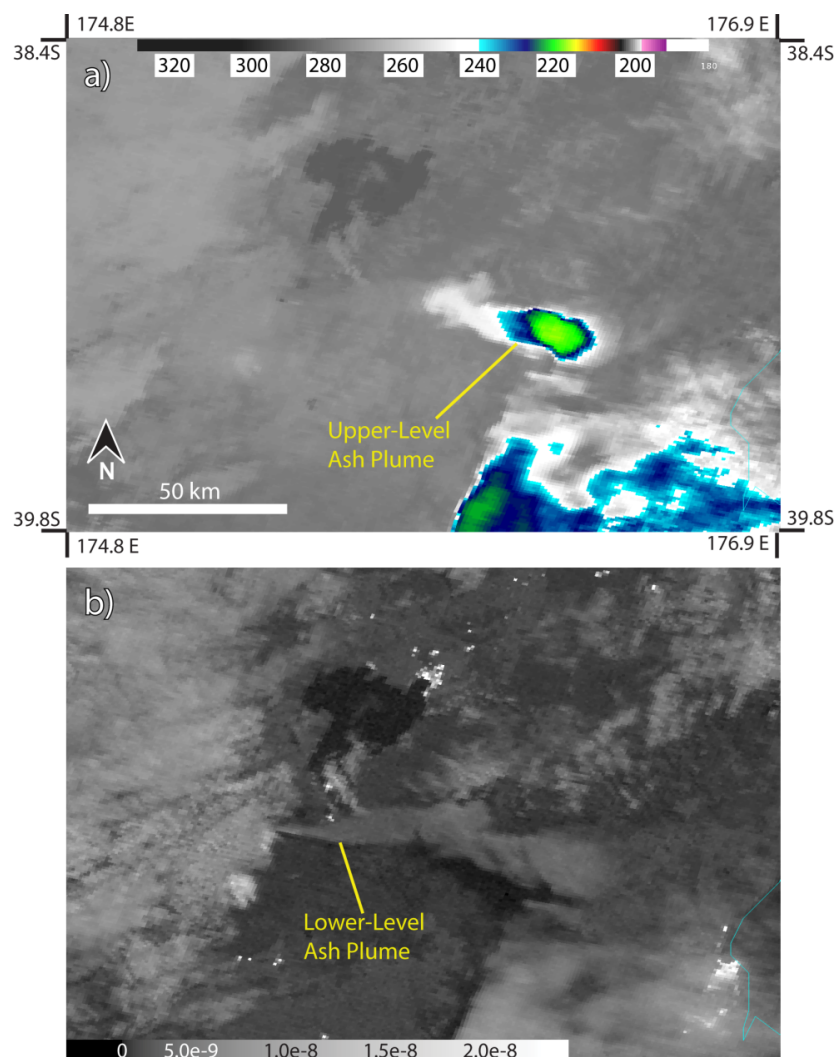 174.8E 176.9 E
38.4S 38.4S
a) 320 300 280 260 240 220 200 180
Upper-Level
Ash Plume
N
50 km
39.8S 39.8S
174.8 E 176.9 E
b)
Lower-Level
Ash Plume
0 5.0e-9 1.0e-8 1.5e-8 2.0e-8